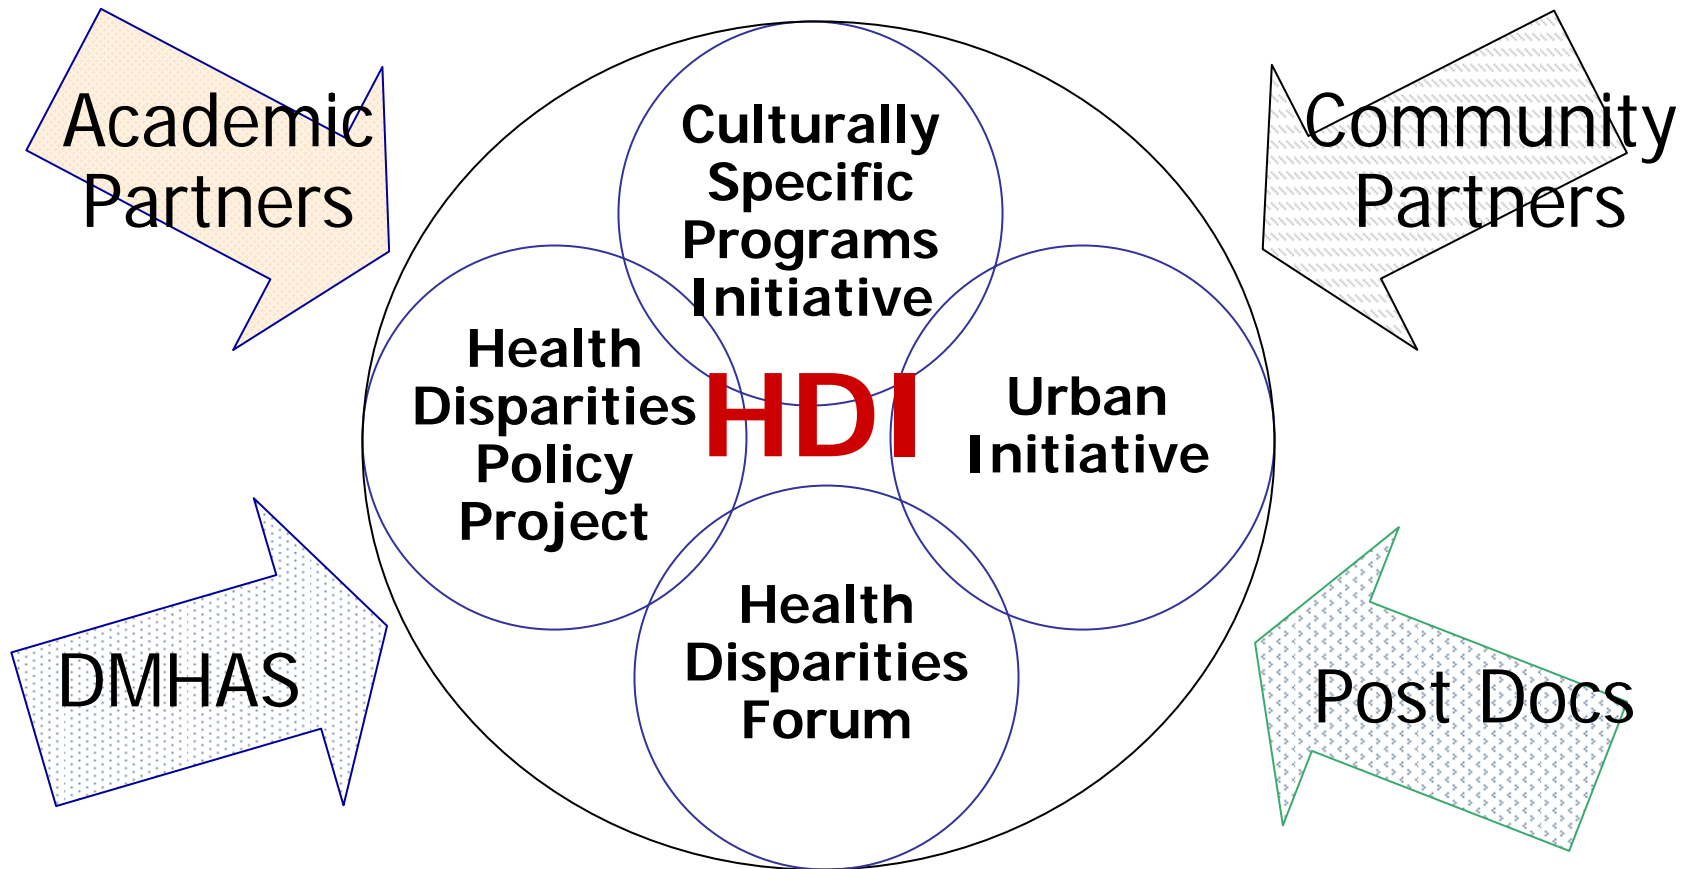 Academic
Partners
Culturally
Specific
Programs
Initiative
Community
Partners
Health
Disparities
Policy
Project
HDI
Urban
Initiative
DMHAS
Health
Disparities
Forum
Post Docs